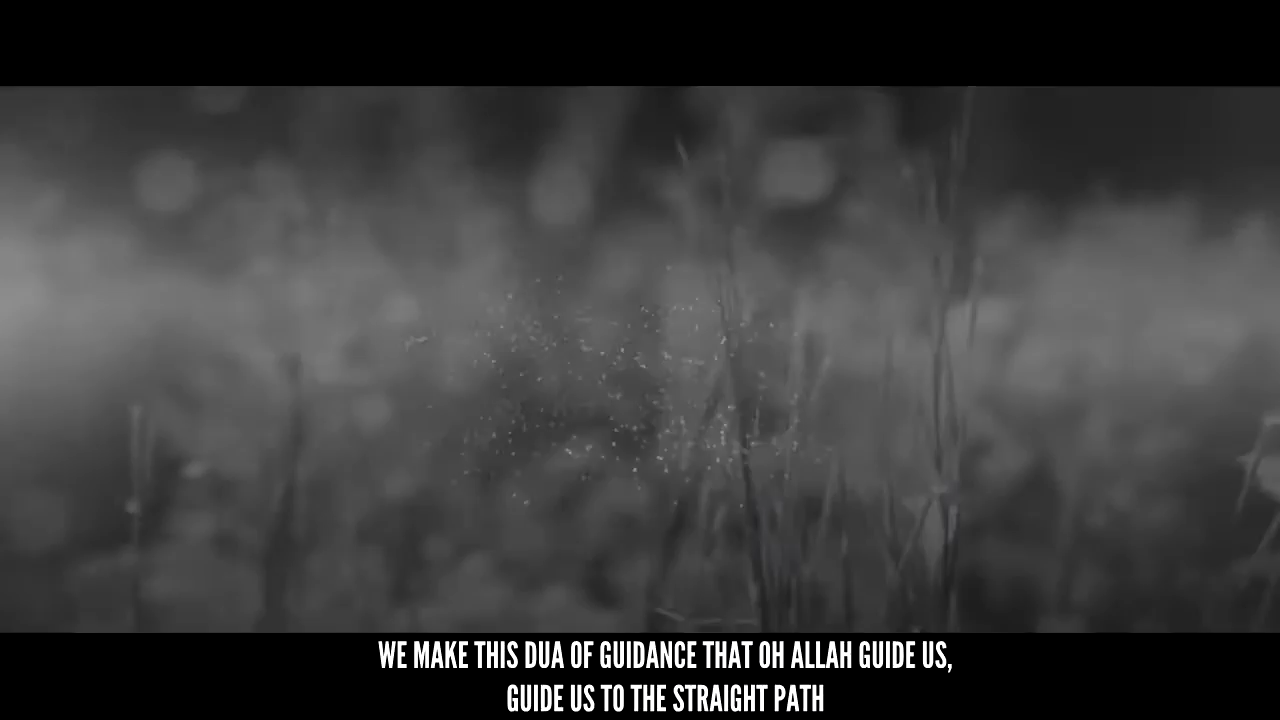 WE MAKE THIS DUA OF GUIDANCE THAT OH ALLAH GUIDE US,
GUIDE US TO THE STRAIGHT PATH